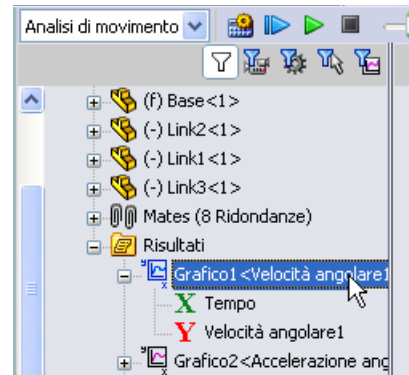 Analisi di movimento
(f) Base<1>
(-) Link2<1>
(-) Link1<1>
(-) Link3<1>
Mates (8 Ridondanze)
Risultati
Grafico1<Velocità angolare1
X Tempo
Y Velocità angolare1
Grafico2<Accelerazione ang